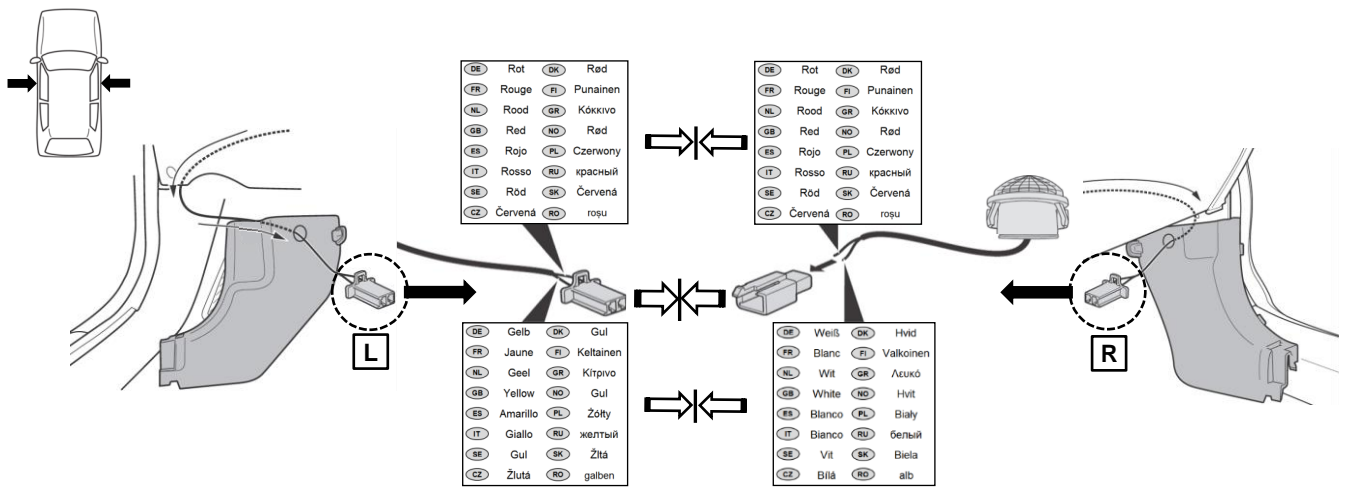 DE Rot DK Rød
FR Rouge FI Punainen
NL Rood GR Κόκκινο
GB Red NO Rød
ES Rojo PL Czerwony
IT Rosso RU красный
SE Röd SK Červená
CZ Červená RO roșu
DE Rot DK Rød
FR Rouge FI Punainen
NL Rood GR Κόκκινο
GB Red NO Rød
ES Rojo PL Czerwony
IT Rosso RU красный
SE Röd SK Červená
CZ Červená RO roșu
L
R
DE Gelb DK Gul
FR Jaune FI Keltainen
NL Geel GR Κίτρινο
GB Yellow NO Gul
ES Amarillo PL Żółty
IT Giallo RU желтый
SE Gul SK Žltá
CZ Žlutá RO galben
DE Weiß DK Hvid
FR Blanc FI Valkoinen
NL Wit GR Λευκό
GB White NO Hvit
ES Blanco PL Biały
IT Bianco RU белый
SE Vit SK Biela
CZ Bílá RO alb